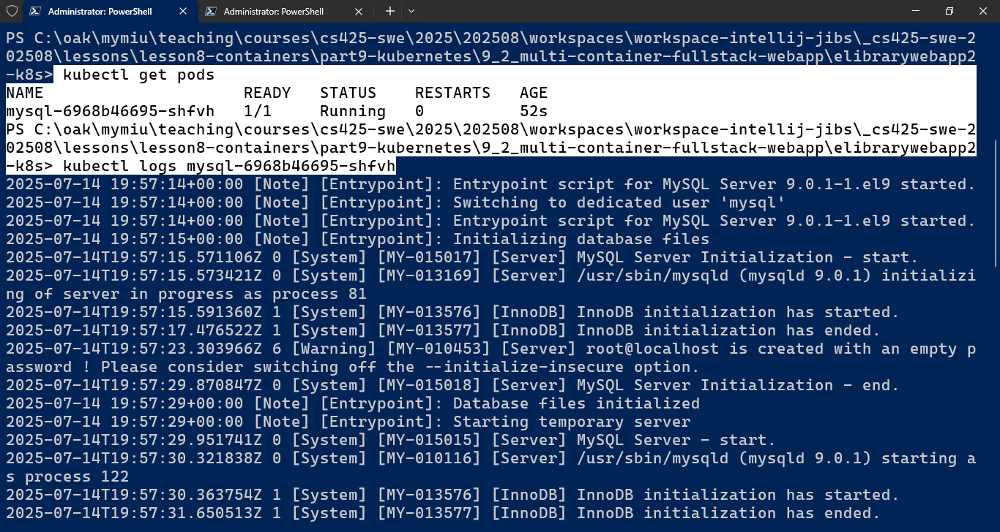 Administrator: PowerShell
Administrator: PowerShell
PS C:\oak\mymiu\teaching\courses\cs425-swe\2025\202508\workspaces\workspace-intellij-jibs\_cs425-swe-2
02508\lessons\lesson8-containers\part9-kubernetes\9_2_multi-container-fullstack-webapp\elibrarywebapp2
-k8s> kubectl get pods
NAME                     READY   STATUS    RESTARTS   AGE
mysql-6968b46695-shfvh   1/1     Running   0          52s
PS C:\oak\mymiu\teaching\courses\cs425-swe\2025\202508\workspaces\workspace-intellij-jibs\_cs425-swe-2
02508\lessons\lesson8-containers\part9-kubernetes\9_2_multi-container-fullstack-webapp\elibrarywebapp2
-k8s> kubectl logs mysql-6968b46695-shfvh
2025-07-14 19:57:14+00:00 [Note] [Entrypoint]: Entrypoint script for MySQL Server 9.0.1-1.el9 started.
2025-07-14 19:57:14+00:00 [Note] [Entrypoint]: Switching to dedicated user 'mysql'
2025-07-14 19:57:14+00:00 [Note] [Entrypoint]: Entrypoint script for MySQL Server 9.0.1-1.el9 started.
2025-07-14 19:57:15+00:00 [Note] [Entrypoint]: Initializing database files
2025-07-14T19:57:15.571106Z 0 [System] [MY-015017] [Server] MySQL Server Initialization - start.
2025-07-14T19:57:15.573421Z 0 [System] [MY-013169] [Server] /usr/sbin/mysqld (mysqld 9.0.1) initializi
ng of server in progress as process 81
2025-07-14T19:57:15.591360Z 1 [System] [MY-013576] [InnoDB] InnoDB initialization has started.
2025-07-14T19:57:17.476522Z 1 [System] [MY-013577] [InnoDB] InnoDB initialization has ended.
2025-07-14T19:57:23.303966Z 6 [Warning] [MY-010453] [Server] root@localhost is created with an empty p
assword ! Please consider switching off the --initialize-insecure option.
2025-07-14T19:57:29.870847Z 0 [System] [MY-015018] [Server] MySQL Server Initialization - end.
2025-07-14 19:57:29+00:00 [Note] [Entrypoint]: Database files initialized
2025-07-14 19:57:29+00:00 [Note] [Entrypoint]: Starting temporary server
2025-07-14T19:57:29.951741Z 0 [System] [MY-015015] [Server] MySQL Server - start.
2025-07-14T19:57:30.321838Z 0 [System] [MY-010116] [Server] /usr/sbin/mysqld (mysqld 9.0.1) starting a
s process 122
2025-07-14T19:57:30.363754Z 1 [System] [MY-013576] [InnoDB] InnoDB initialization has started.
2025-07-14T19:57:31.650513Z 1 [System] [MY-013577] [InnoDB] InnoDB initialization has ended.